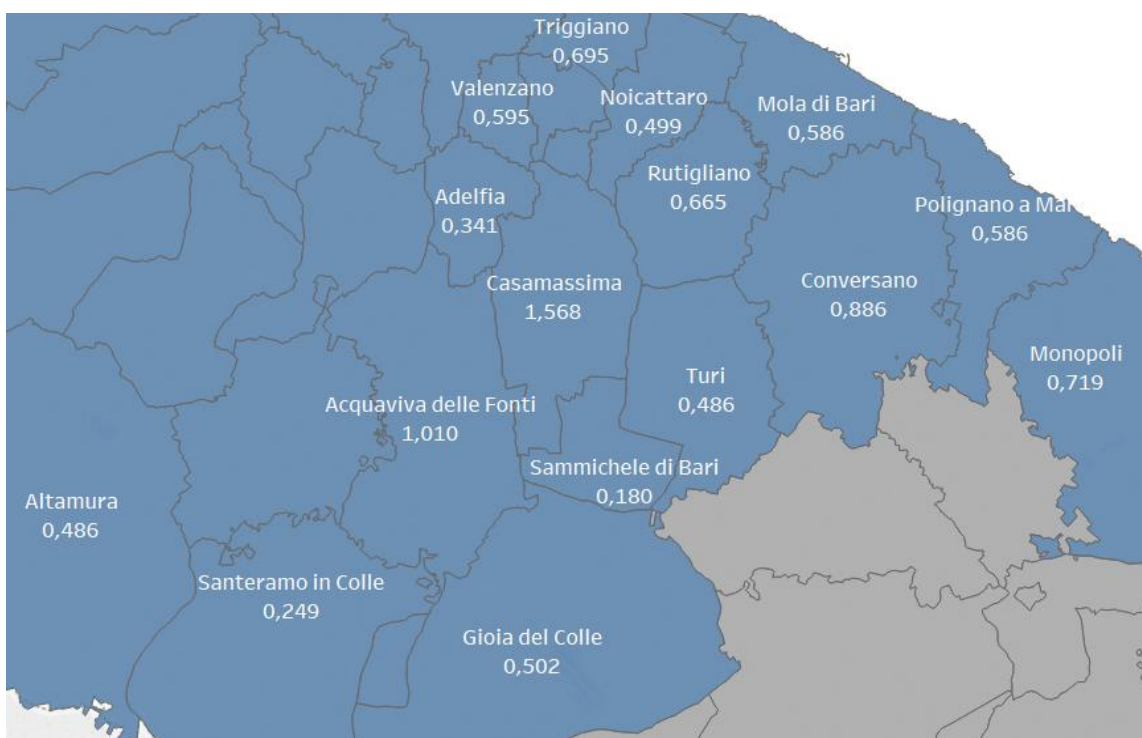 Triggiano
0,695
Valenzano
0,595
Noicattaro
0,499
Mola di Bari
0,586
Rutigliano
0,665
Adelfia
0,341
Polignano a Mar
0,586
Casamassima
1,568
Conversano
0,886
Monopoli
0,719
Turi
0,486
Acquaviva delle Fonti
1,010
Sammichele di Bari
0,180
Altamura
0,486
Santeramo in Colle
0,249
Gioia del Colle
0,502